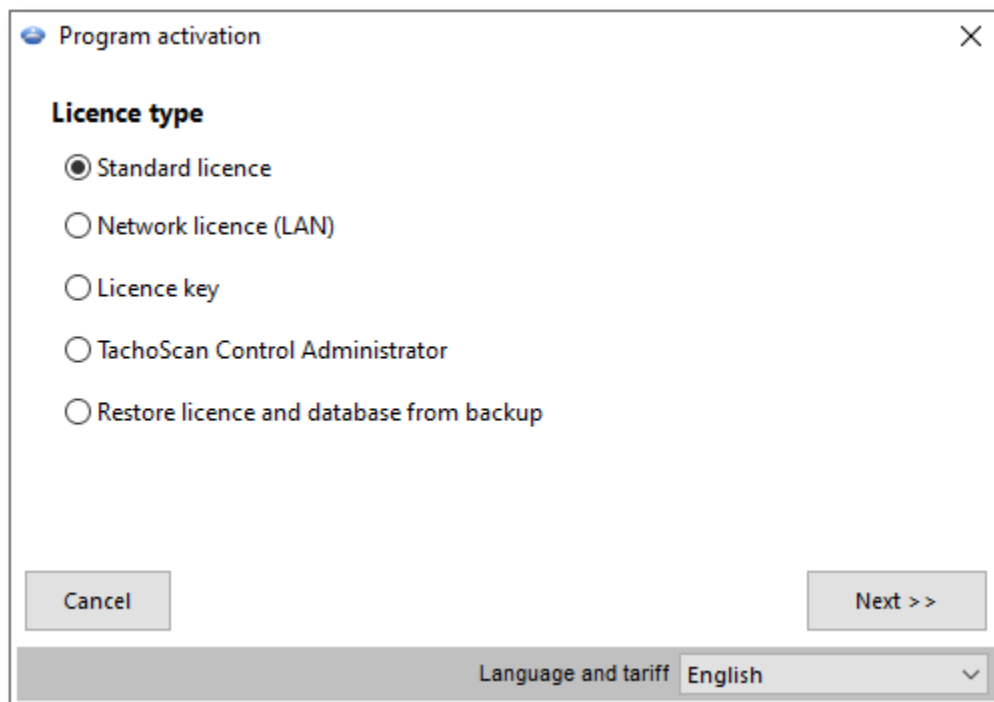 Program activation
Licence type
Standard licence
Network licence (LAN)
Licence key
TachoScan Control Administrator
Restore licence and database from backup
Cancel
Next >>
Language and tariff
English